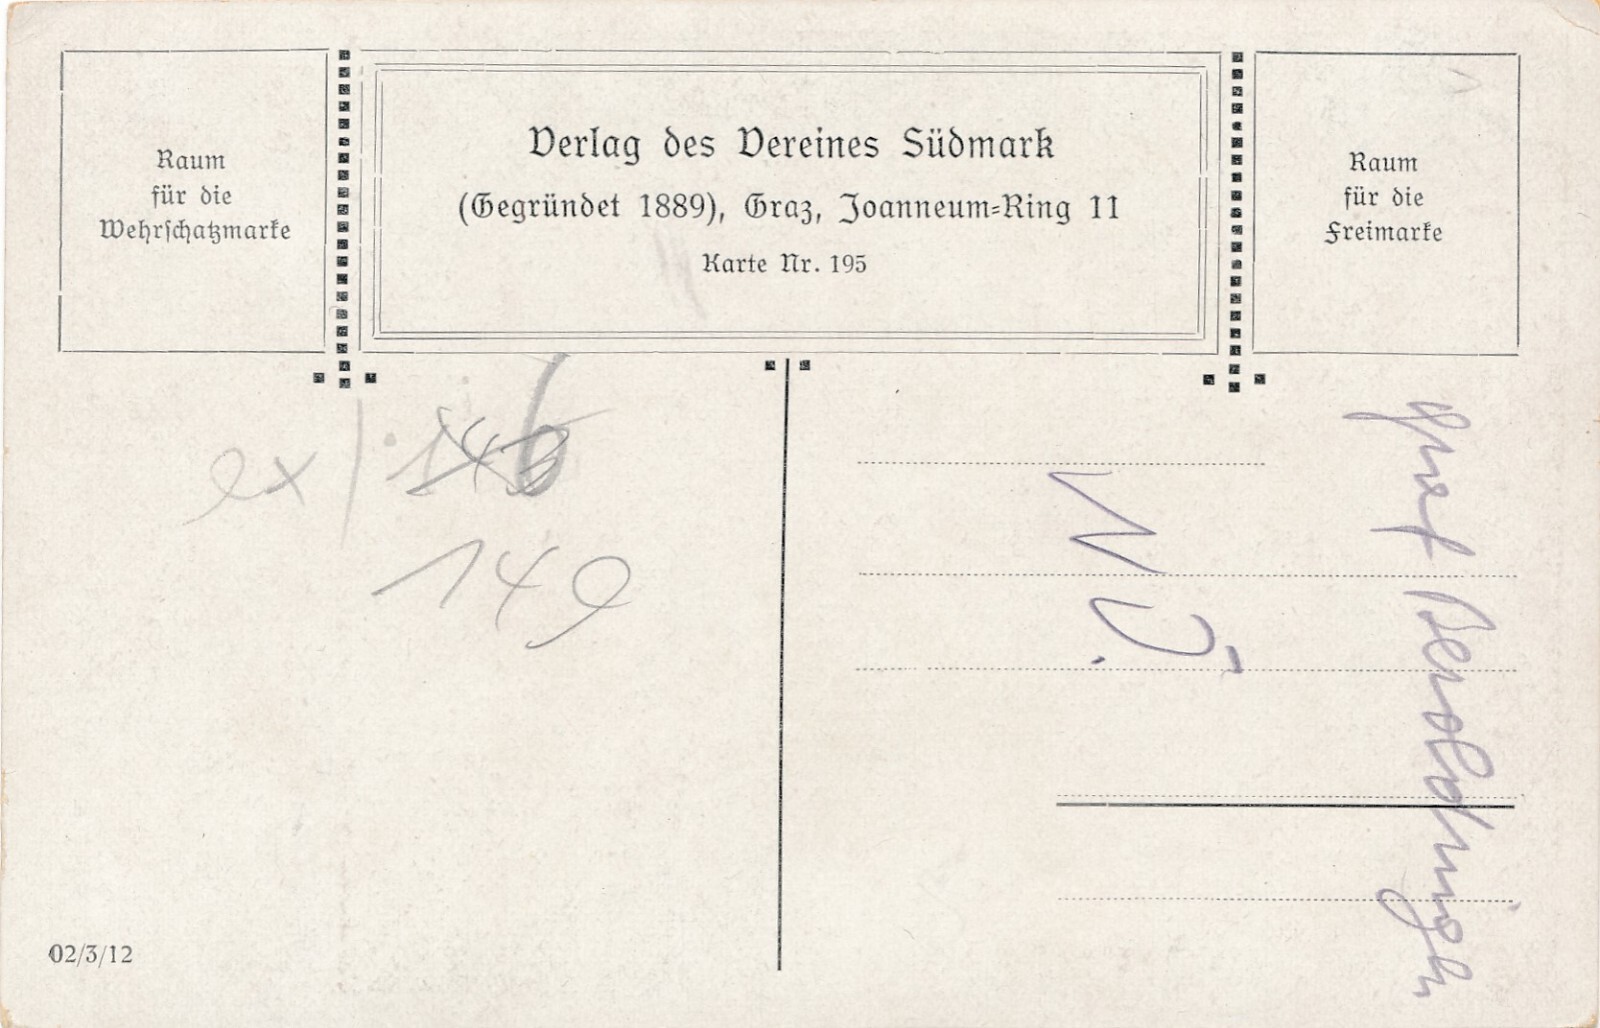 Raum
für die
Wehrschatzmarke
Verlag des Vereines Südmark
(Gegründet 1889), Graz, Joanneum=Ring 11
Karte Nr. 195
Raum
für die
Freimarke
ex
149
N.Ö.
02/3/12